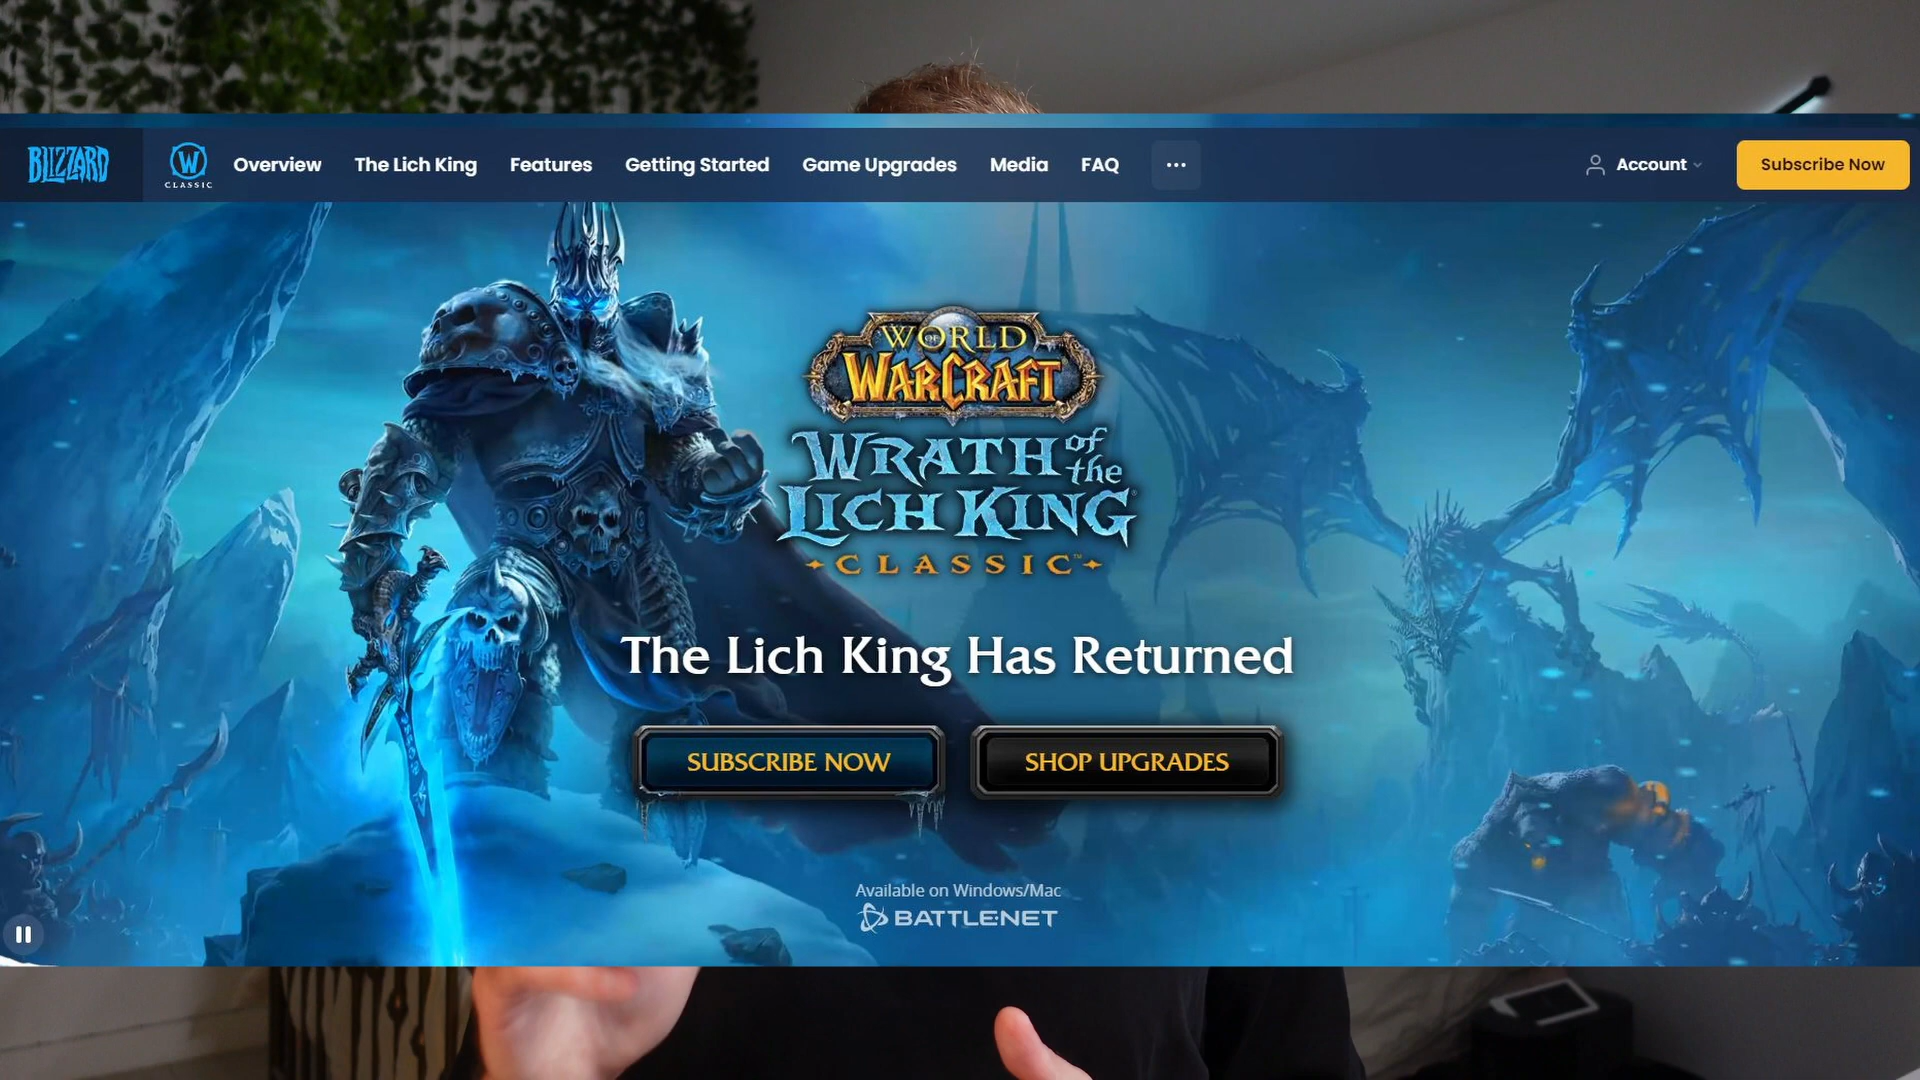 BLIZZARD
W
CLASSIC
Overview
The Lich King
Features
Getting Started
Game Upgrades
Media
FAQ
...
Account
Subscribe Now
WORLD
OF
WARCRAFT
WRATH of the
LICH KING
CLASSIC™
The Lich King Has Returned
SUBSCRIBE NOW
SHOP UPGRADES
Available on Windows/Mac
BATTLE.NET